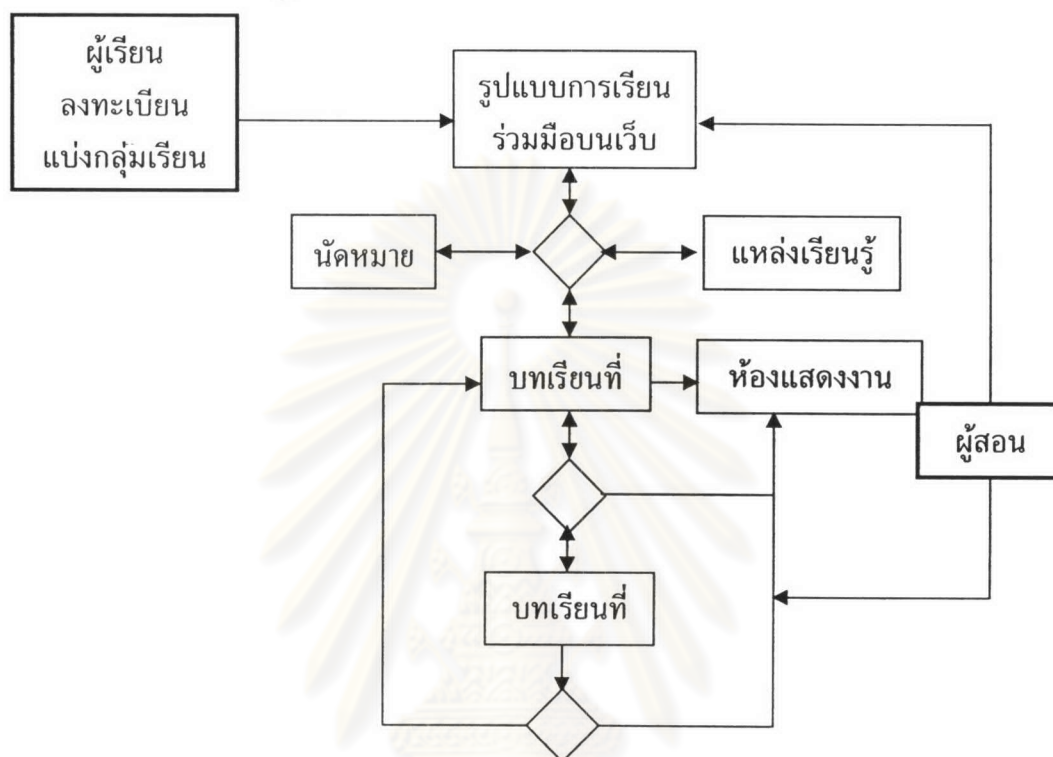 ผู้เรียน
ลงทะเบียน
แบ่งกลุ่มเรียน
รูปแบบการเรียน
ร่วมมือบนเว็บ
นัดหมาย
แหล่งเรียนรู้
บทเรียนที่
ห้องแสดงงาน
ผู้สอน
บทเรียนที่